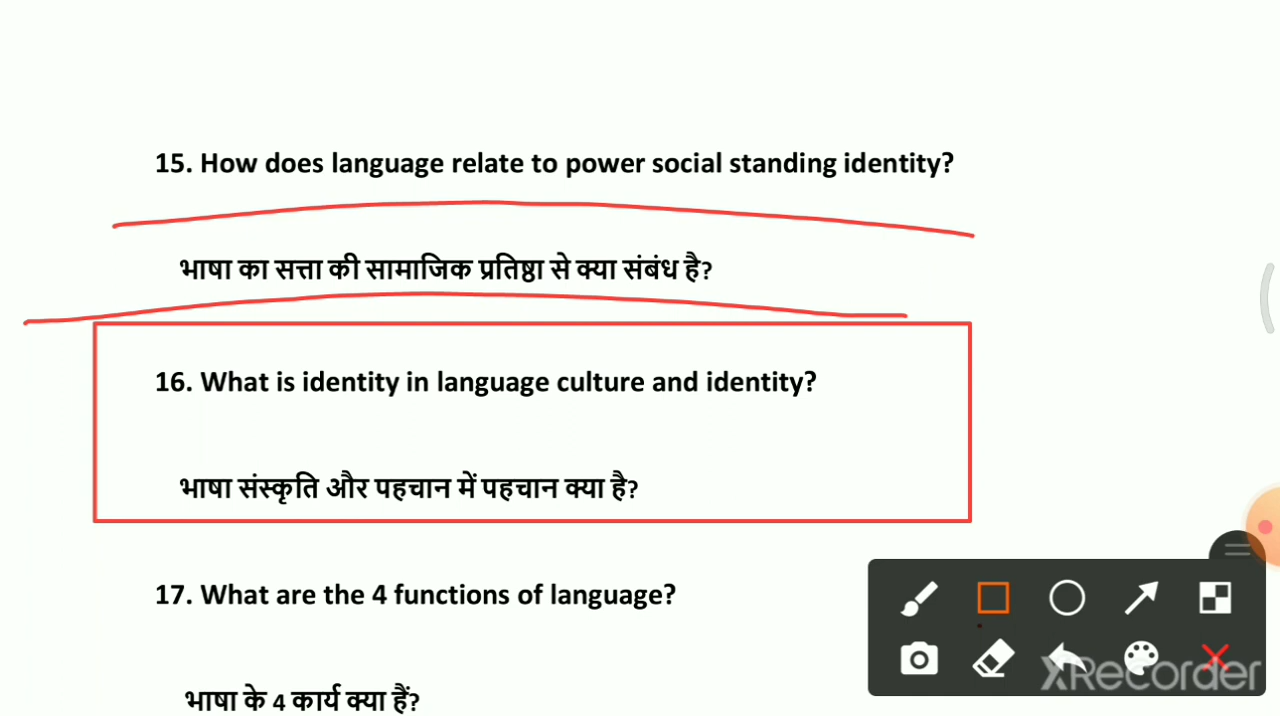 15. How does language relate to power social standing identity?
भाषा का सत्ता की सामाजिक प्रतिष्ठा से क्या संबंध है?
16. What is identity in language culture and identity?
भाषा संस्कृति और पहचान में पहचान क्या है?
17. What are the 4 functions of language?
भाषा के 4 कार्य क्या हैं?
XRecorder